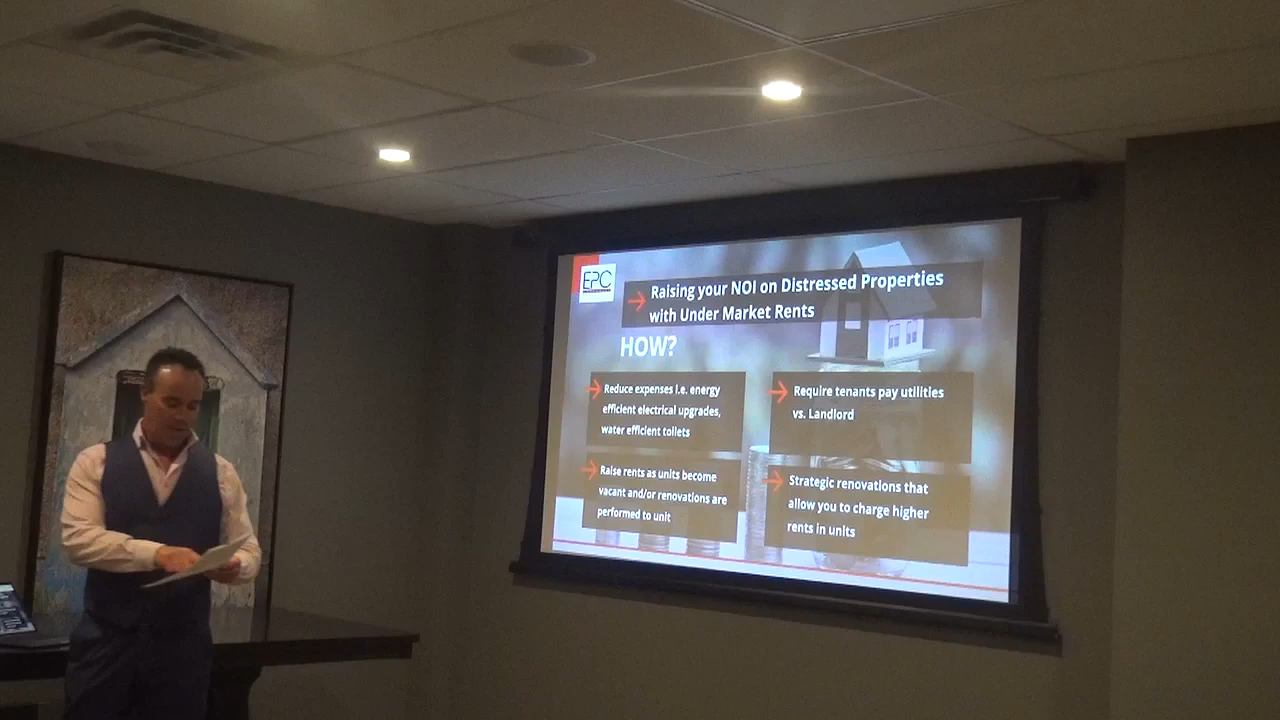 EPC
Raising your NOI on Distressed Properties
with Under Market Rents
HOW?
Reduce expenses i.e. energy
efficient electrical upgrades,
water efficient toilets
Require tenants pay utilities
vs. Landlord
Raise rents as units become
vacant and/or renovations are
performed to unit
Strategic renovations that
allow you to charge higher
rents in units